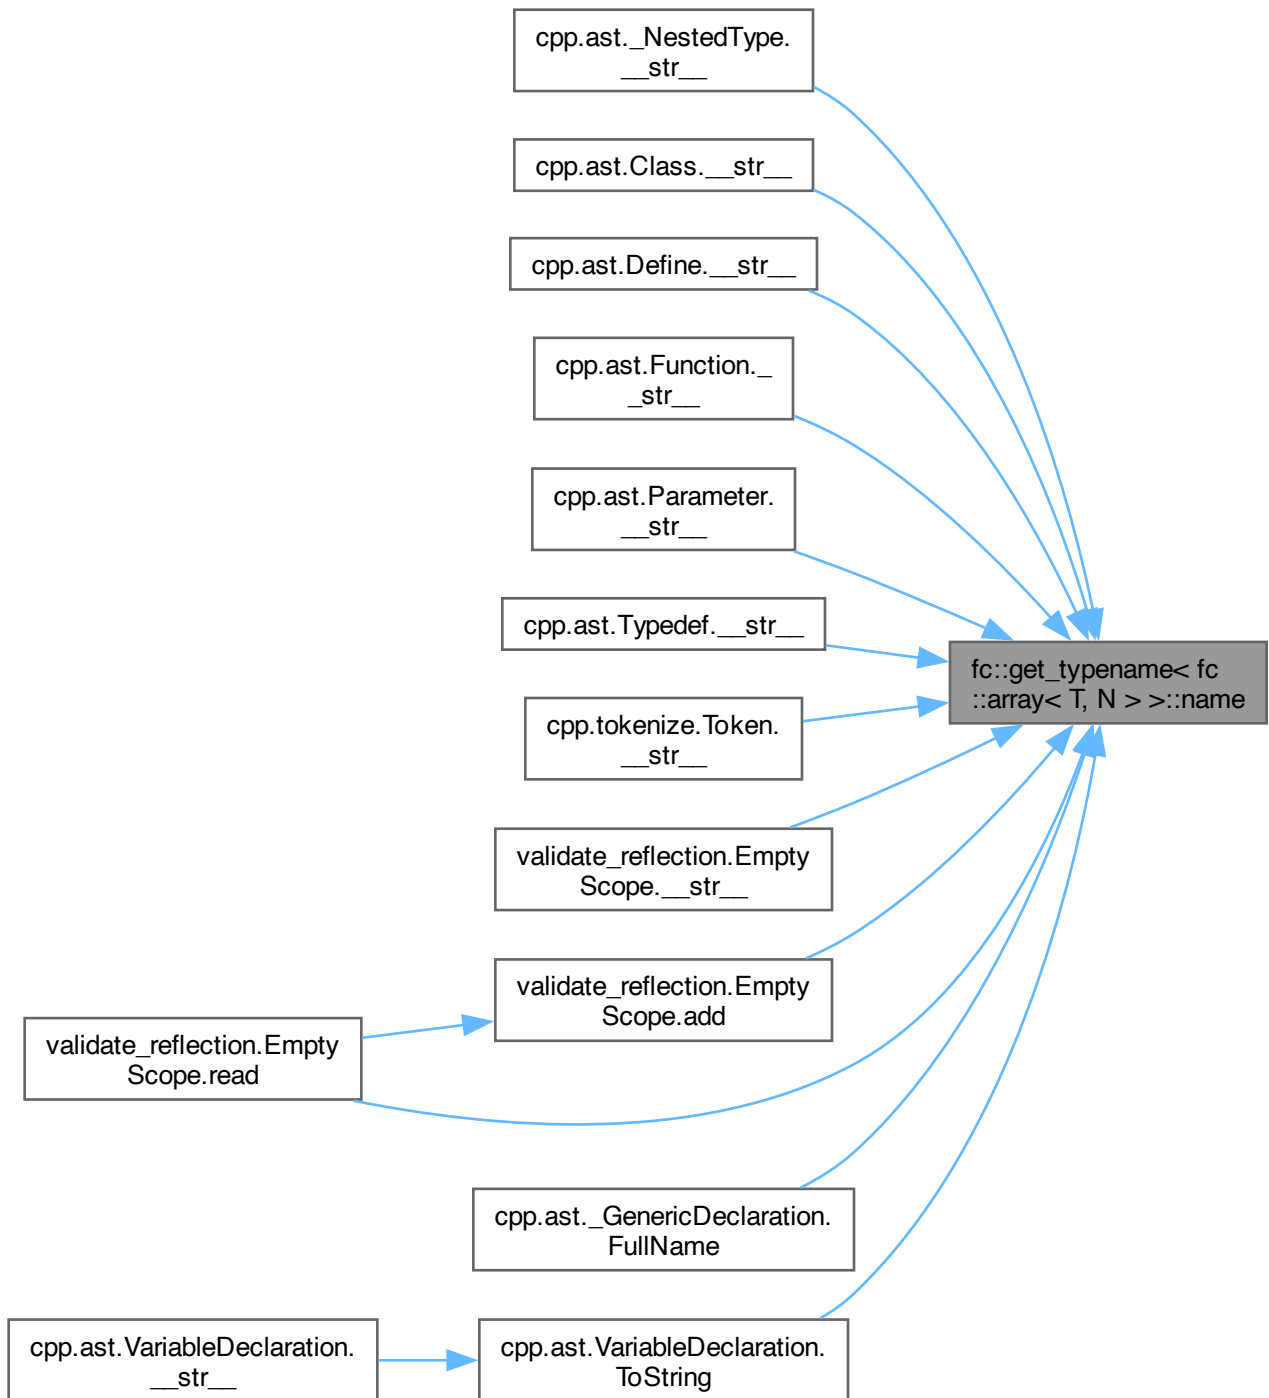 cpp.ast._NestedType.
__str__
cpp.ast.Class.__str__
cpp.ast.Define.__str__
cpp.ast.Function._
_str__
cpp.ast.Parameter.
__str__
cpp.ast.Typedef.__str__
fc::get_typename< fc
::array< T, N > >::name
cpp.tokenize.Token.
__str__
validate_reflection.Empty
Scope.__str__
validate_reflection.Empty
Scope.add
validate_reflection.Empty
Scope.read
cpp.ast._GenericDeclaration.
FullName
cpp.ast.VariableDeclaration.
__str__
cpp.ast.VariableDeclaration.
ToString